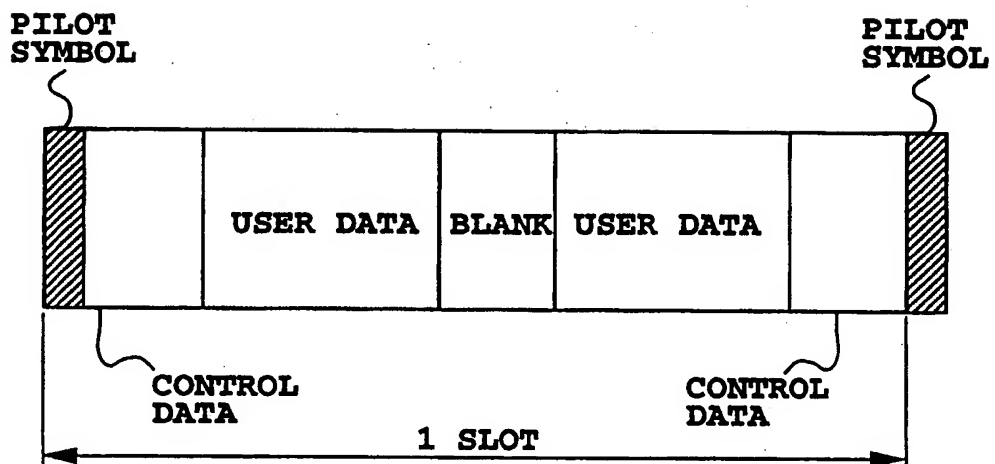 PILOT
SYMBOL
PILOT
SYMBOL
USER DATA
BLANK
USER DATA
CONTROL
DATA
CONTROL
DATA
1 SLOT